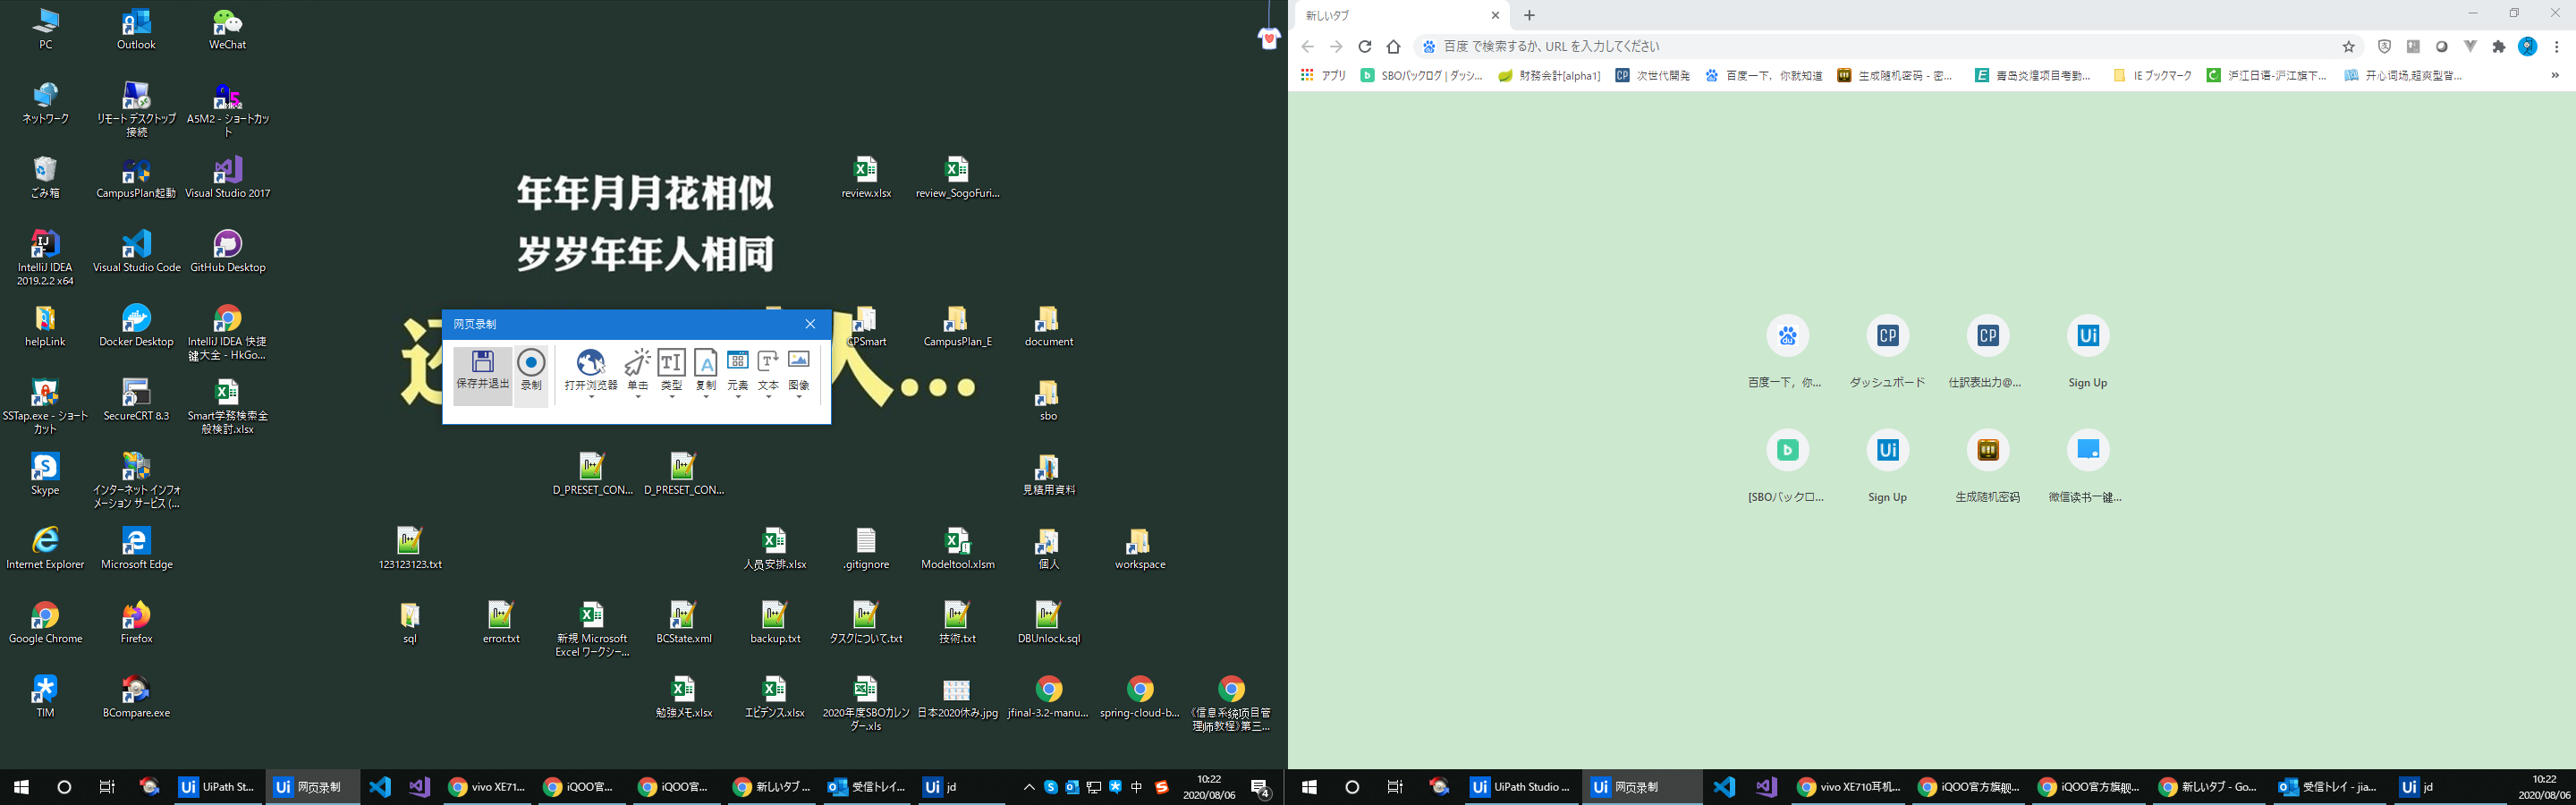 PC
Outlook
WeChat
ネットワーク
リモート デスクトップ
接続
A5M2 - ショートカッ
ト
ごみ箱
CampusPlan起動
Visual Studio 2017
IntelliJ IDEA
2019.2.2 x64
Visual Studio Code
GitHub Desktop
helpLink
Docker Desktop
IntelliJ IDEA 快捷
键大全 - HkGo...
SSTap.exe - ショート
カット
SecureCRT 8.3
Smart学務検索全
般検討.xlsx
Skype
インターネット インフォ
メーション サービス (...
Internet Explorer
Microsoft Edge
Google Chrome
Firefox
TIM
BCompare.exe
年年月月花相似
岁岁年年人相同
人...
review.xlsx
review_SogoFuri...
CPSmart
CampusPlan_E
document
sbo
网页录制
保存并退出
录制
打开浏览器
单击
类型
复制
元素
文本
图像
D_PRESET_CON...
D_PRESET_CON...
見積用資料
123123123.txt
人员安排.xlsx
.gitignore
Modeltool.xlsm
個人
workspace
sql
error.txt
新規 Microsoft
Excel ワークシー...
BCState.xml
backup.txt
タスクについて.txt
技術.txt
DBUnlock.sql
勉強メモ.xlsx
エビデンス.xlsx
2020年度SBOカレン
ダー.xls
日本2020休み.jpg
jfinal-3.2-manu...
spring-cloud-b...
《信息系统项目管
理师教程》第三...
UiPath St...
网页录制
vivo XE71...
iQOO官...
iQOO官...
新しいタブ ...
受信トレイ...
jd
中
10:22
2020/08/06
4
新しいタブ
百度 で検索するか、URL を入力してください
アプリ
SBOバックログ | ダッシ...
財務会計[alpha1]
次世代開発
百度一下，你就知道
生成随机密码 - 密...
青岛炎煌项目考勤...
IE ブックマーク
沪江日语-沪江旗下...
开心词场,超爽型背...
»
百度一下，你...
ダッシュボード
仕訳表出力@...
Sign Up
[SBOバックロ...
Sign Up
生成随机密码
微信读书一键...
UiPath Studio ...
网页录制
vivo XE710耳机...
iQOO官方旗舰...
iQOO官方旗舰...
新しいタブ - Go...
受信トレイ - jia...
jd
10:22
2020/08/06